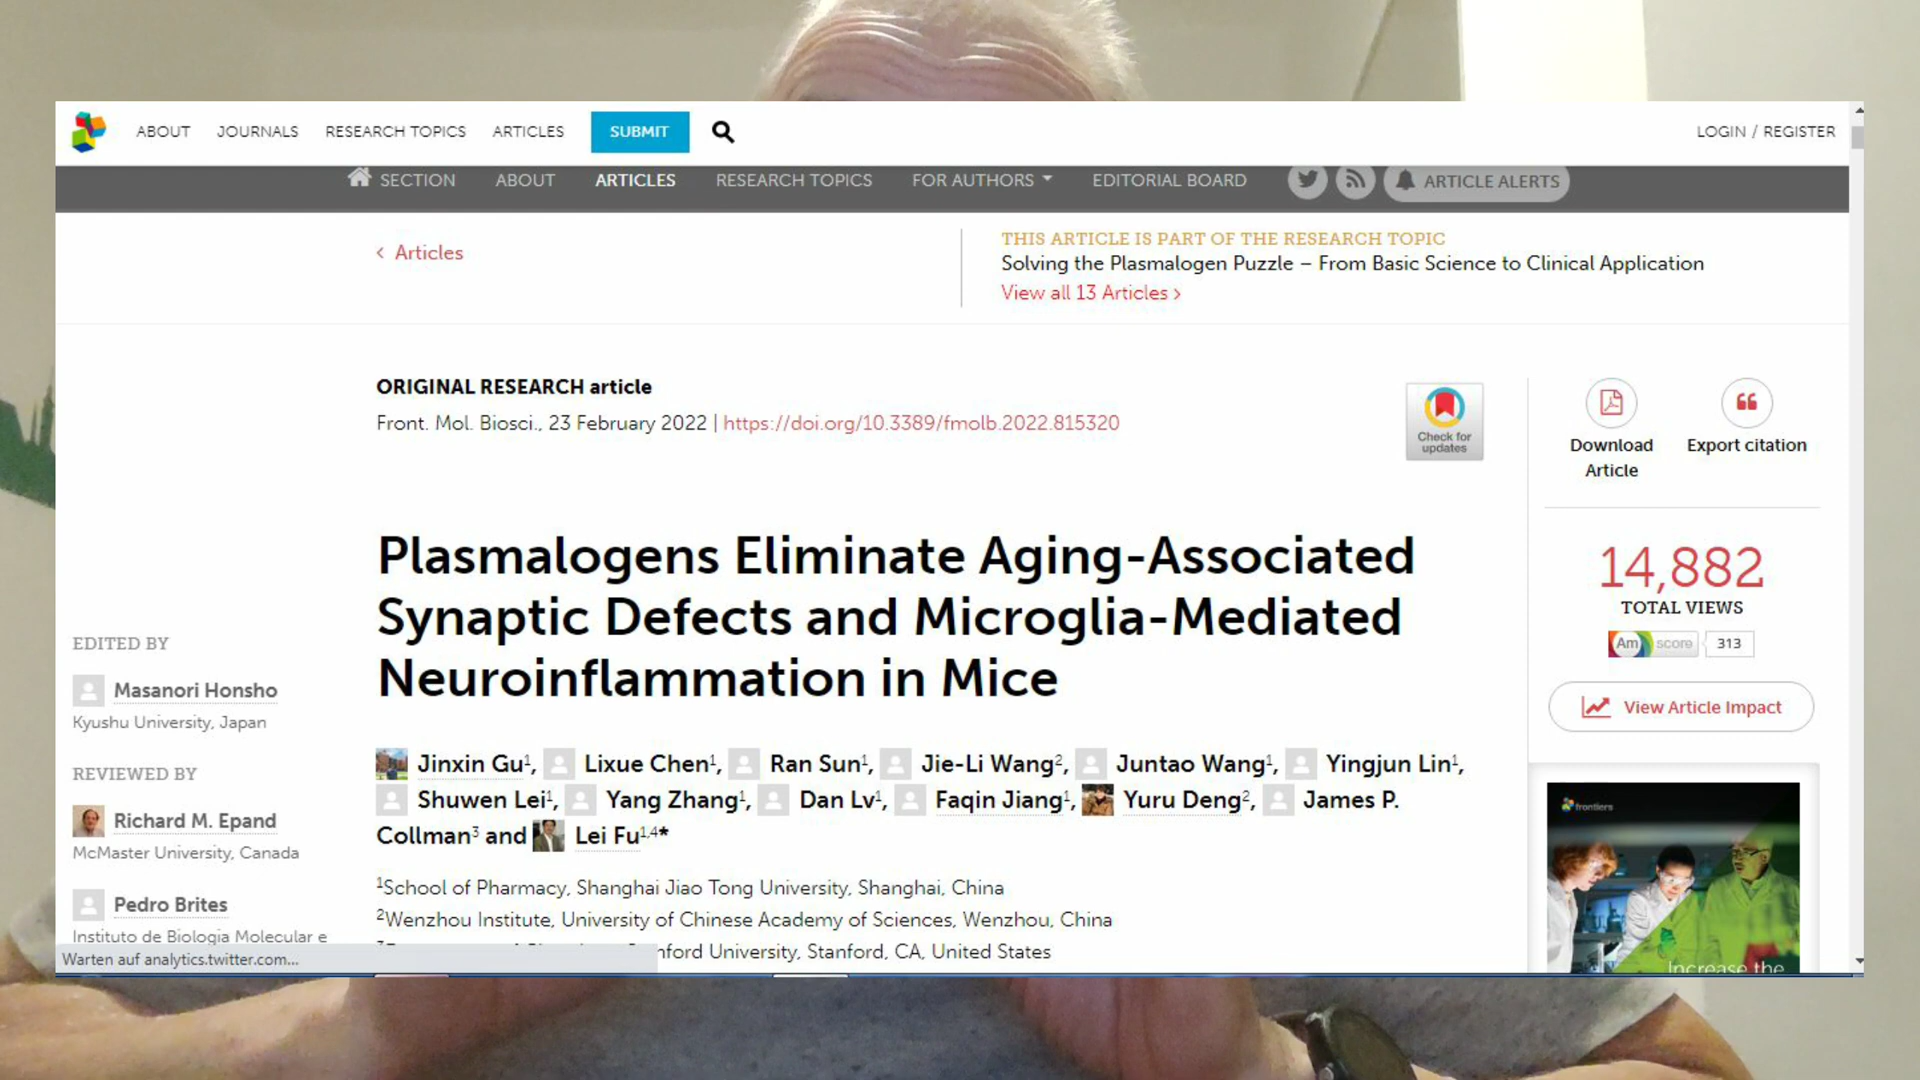 ABOUT JOURNALS RESEARCH TOPICS ARTICLES SUBMIT LOGIN / REGISTER
SECTION ABOUT ARTICLES RESEARCH TOPICS FOR AUTHORS EDITORIAL BOARD ARTICLE ALERTS
< Articles
THIS ARTICLE IS PART OF THE RESEARCH TOPIC
Solving the Plasmalogen Puzzle – From Basic Science to Clinical Application
View all 13 Articles >
ORIGINAL RESEARCH article
Front. Mol. Biosci., 23 February 2022 | https://doi.org/10.3389/fmolb.2022.815320
Check for
updates
Download
Article
Export citation
Plasmalogens Eliminate Aging-Associated
Synaptic Defects and Microglia-Mediated
Neuroinflammation in Mice
14,882
TOTAL VIEWS
Am score 313
View Article Impact
EDITED BY
Masanori Honsho
Kyushu University, Japan
REVIEWED BY
Richard M. Epand
McMaster University, Canada
Pedro Brites
Instituto de Biologia Molecular e
Jinxin Gu1, Lixue Chen1, Ran Sun1, Jie-Li Wang2, Juntao Wang1, Yingjun Lin1,
Shuwen Lei1, Yang Zhang1, Dan Lv1, Faqin Jiang1, Yuru Deng2, James P.
Collman3 and Lei Fu1,4*
1School of Pharmacy, Shanghai Jiao Tong University, Shanghai, China
2Wenzhou Institute, University of Chinese Academy of Sciences, Wenzhou, China
University, Stanford, CA, United States
Warten auf analytics.twitter.com...
frontiers
Increase the